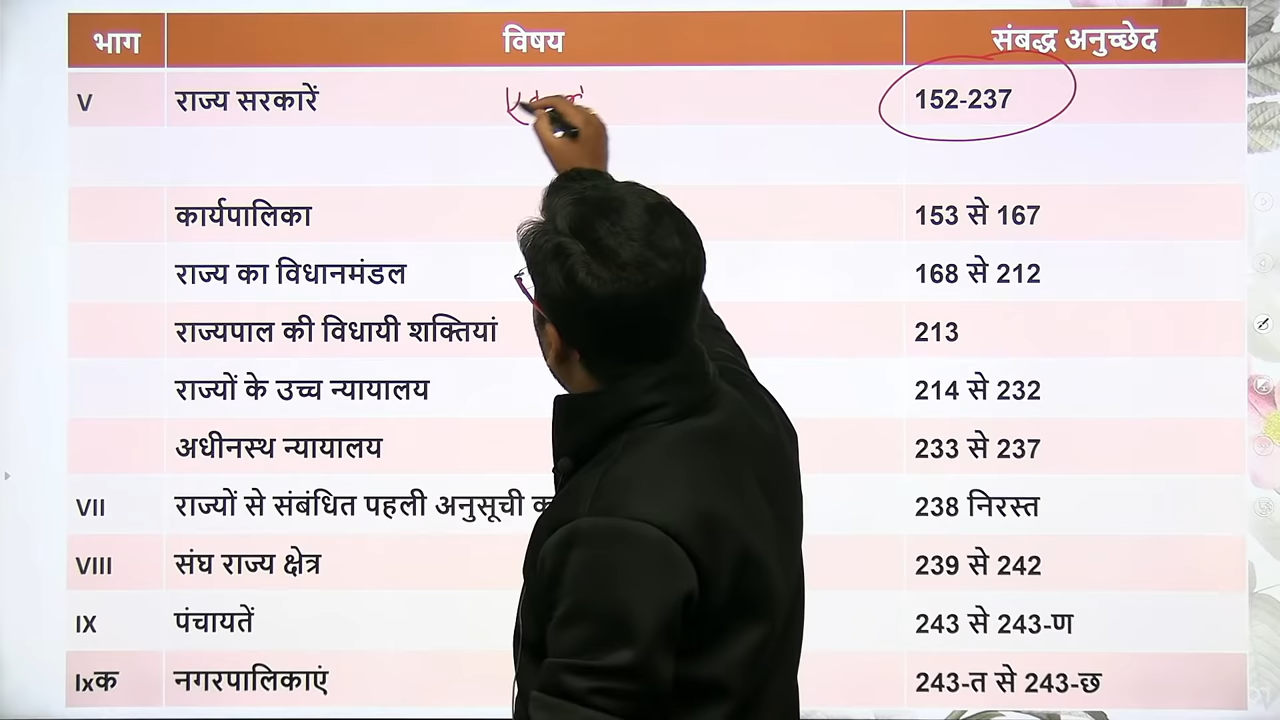 भाग विषय संबद्ध अनुच्छेद
V राज्य सरकारें 152-237
कार्यपालिका 153 से 167
राज्य का विधानमंडल 168 से 212
राज्यपाल की विधायी शक्तियां 213
राज्यों के उच्च न्यायालय 214 से 232
अधीनस्थ न्यायालय 233 से 237
VII राज्यों से संबंधित पहली अनुसूची 238 निरस्त
VIII संघ राज्य क्षेत्र 239 से 242
IX पंचायतें 243 से 243-ण
Ixक नगरपालिकाएं 243-त से 243-छ